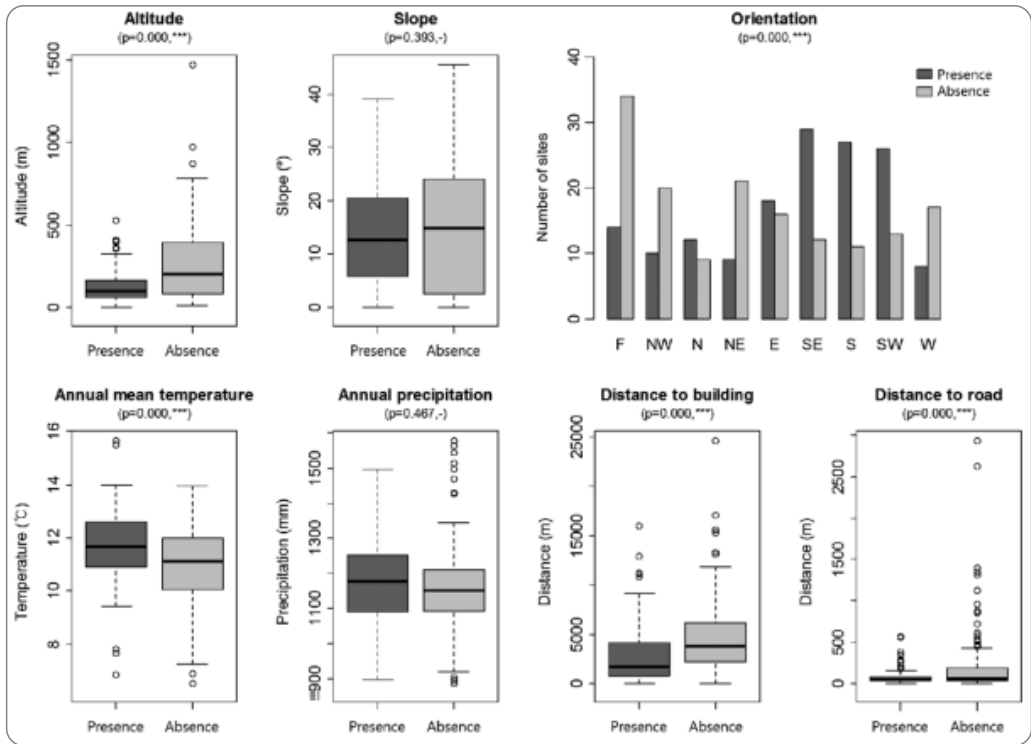 Altitude
(p=0.000,***)
Altitude (m)
1500
1000
500
0
Presence Absence
Slope
(p=0.393,-)
Slope (º)
40
30
20
10
0
Presence Absence
Orientation
(p=0.000,***)
Number of sites
40
30
20
10
0
Presence
Absence
F NW N NE E SE S SW W
Annual mean temperature
(p=0.000,***)
Temperature (℃)
16
14
12
10
8
Presence Absence
Annual precipitation
(p=0.467,-)
Precipitation (mm)
1500
1300
1100
900
Presence Absence
Distance to building
(p=0.000,***)
Distance (m)
25000
15000
5000
0
Presence Absence
Distance to road
(p=0.000,***)
Distance (m)
2500
1500
500
0
Presence Absence